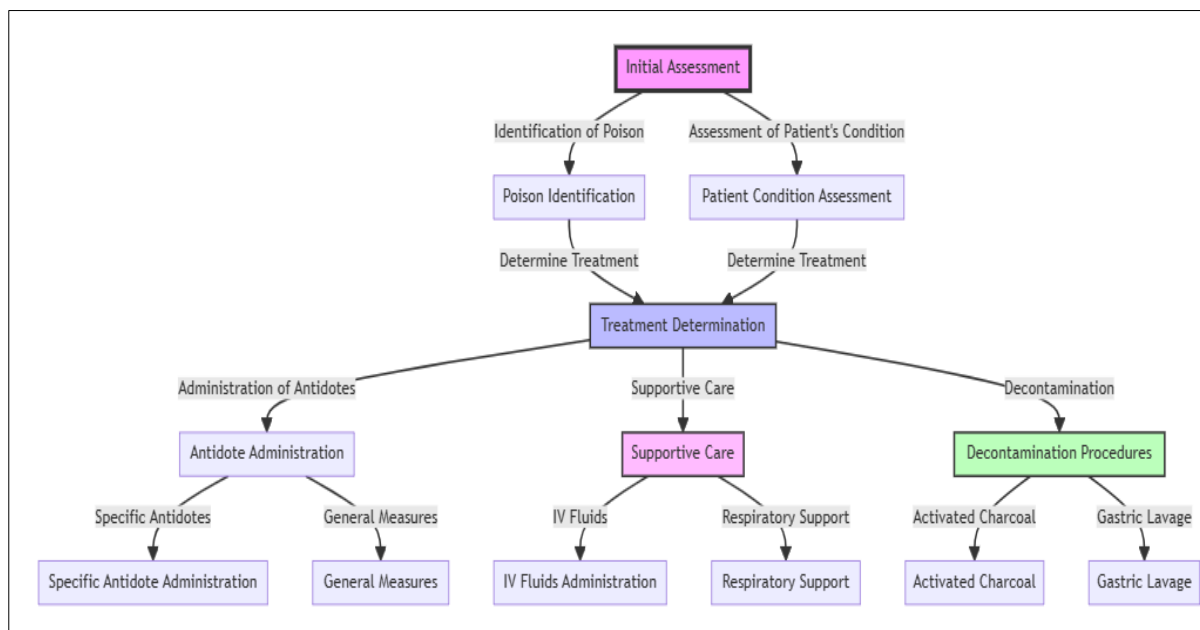 Initial Assessment
Identification of Poison
Assessment of Patient's Condition
Poison Identification
Patient Condition Assessment
Determine Treatment
Determine Treatment
Treatment Determination
Administration of Antidotes
Supportive Care
Decontamination
Antidote Administration
Supportive Care
Decontamination Procedures
Specific Antidotes
General Measures
IV Fluids
Respiratory Support
Activated Charcoal
Gastric Lavage
Specific Antidote Administration
General Measures
IV Fluids Administration
Respiratory Support
Activated Charcoal
Gastric Lavage